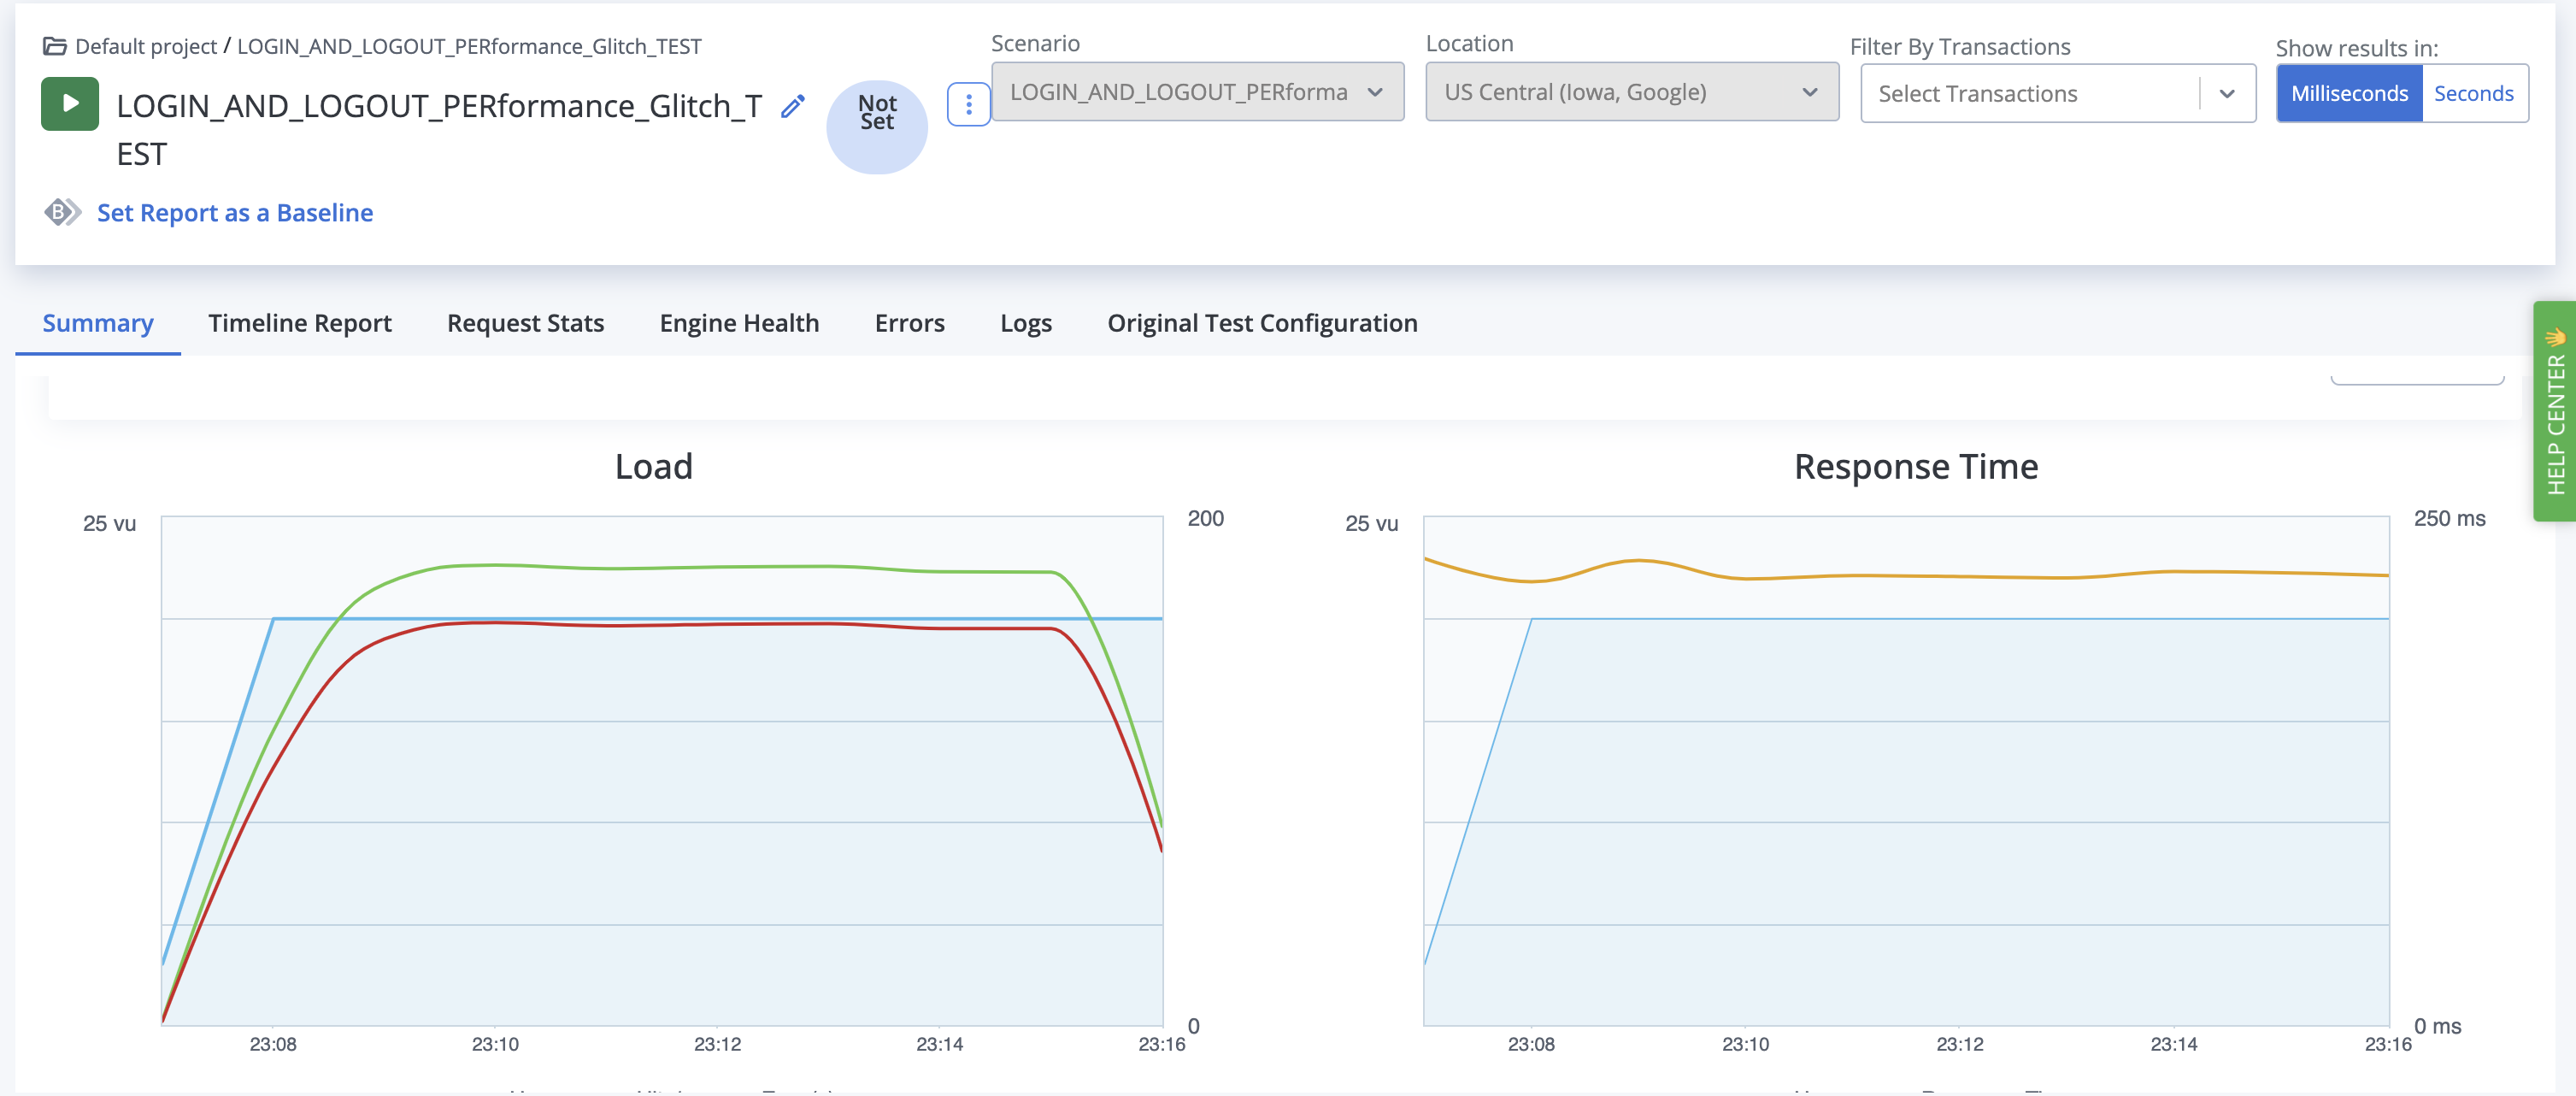 Default project / LOGIN_AND_LOGOUT_PERformance_Glitch_TEST
LOGIN_AND_LOGOUT_PERformance_Glitch_T
EST
Not
Set
Set Report as a Baseline
Scenario
LOGIN_AND_LOGOUT_PERforma
Location
US Central (Iowa, Google)
Filter By Transactions
Select Transactions
Show results in:
Milliseconds
Seconds
Summary
Timeline Report
Request Stats
Engine Health
Errors
Logs
Original Test Configuration
HELP CENTER 👋
Load
25 vu
200
0
23:08
23:10
23:12
23:14
23:16
Response Time
25 vu
250 ms
0 ms
23:08
23:10
23:12
23:14
23:16